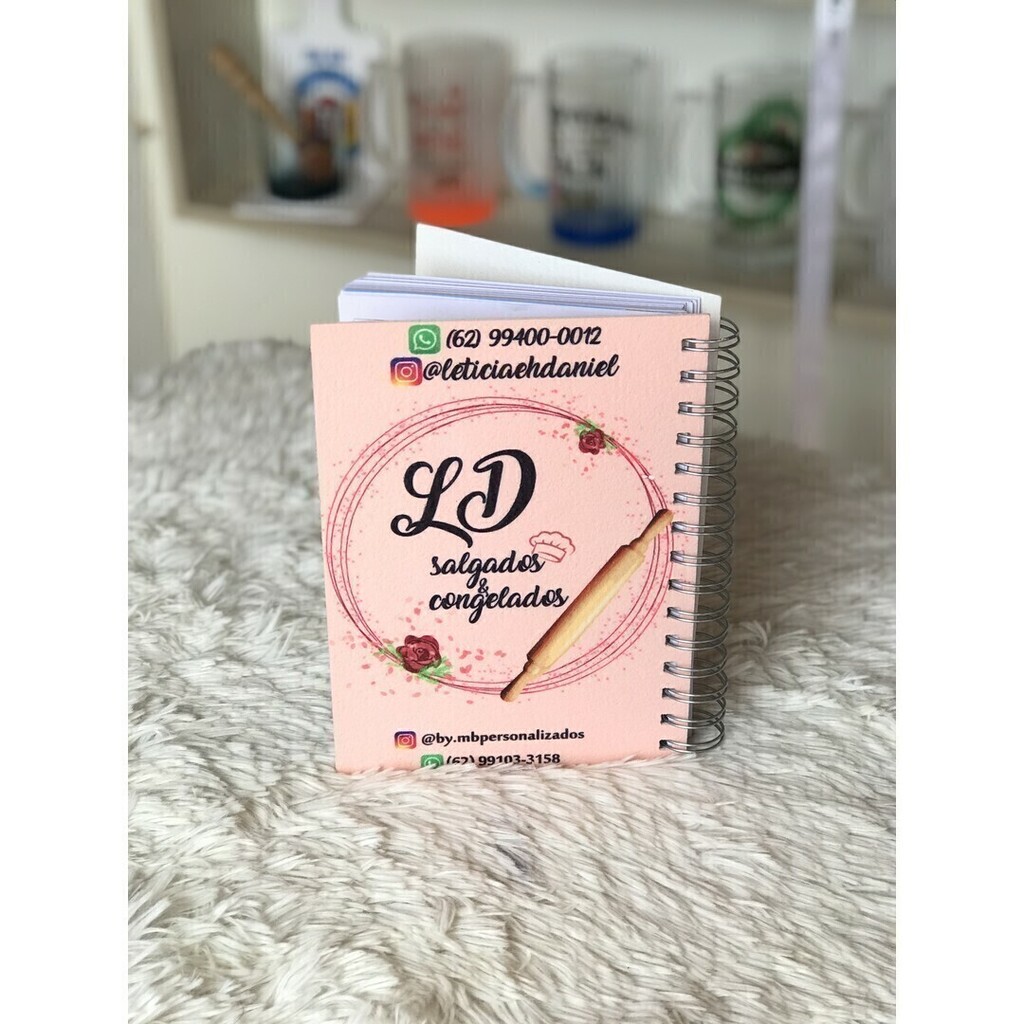 (62) 99400-0012
@leticiaehdaniel
LD
salgados
&
congelados
@by.mbpersonalizados
(62) 99103-3158